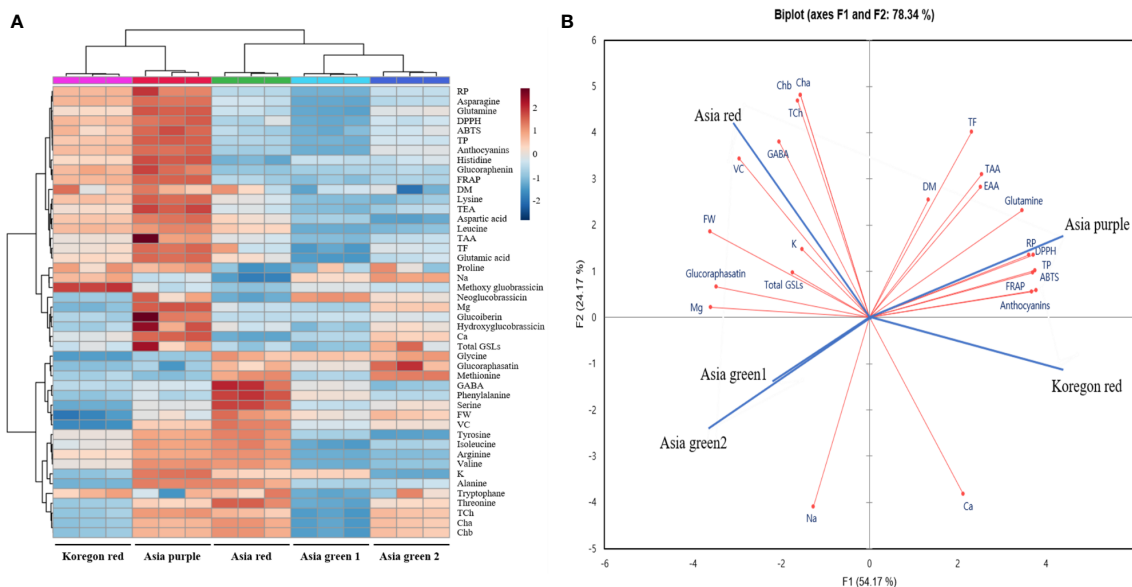 A
RP
Asparagine
Glutamine
DPPH
ABTS
TP
Anthocyanins
Histidine
Glucoraphenin
FRAP
DM
Lysine
TEA
Aspartic acid
Leucine
TAA
TF
Glutamic acid
Proline
Na
Methoxy gluobrassicin
Neoglucobrassicin
Mg
Glucoiberin
Hydroxyglucobrassicin
Ca
Total GSLs
Glycine
Glucoraphasatin
Methionine
GABA
Phenylalanine
Serine
FW
VC
Tyrosine
Isoleucine
Arginine
Valine
K
Alanine
Tryptophane
Threonine
TCh
Cha
Chb
2
1
0
-1
-2
Koregon red Asia purple Asia red Asia green 1 Asia green 2
B
Biplot (axes F1 and F2: 78.34 %)
F2 (24.17 %)
6
5
4
3
2
1
0
-1
-2
-3
-4
-5
Chb Cha
TCh
Asia red
GABA
VC
TF
TAA
EAA
DM
Glutamine
Asia purple
FW
K
RP
DPPH
TP
ABTS
Glucoraphasatin
Total GSLs
FRAP
Mg
Anthocyanins
Asia green1
Koregon red
Asia green2
Na
Ca
-6 -4 -2 0 2 4 6
F1 (54.17 %)